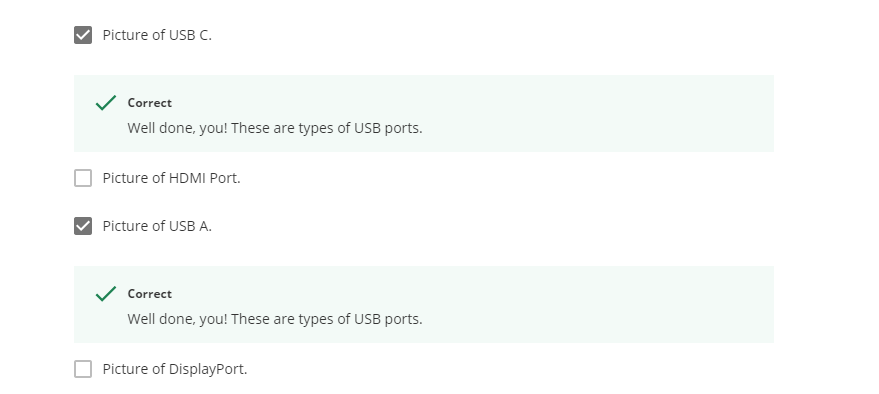 Picture of USB C.
Correct
Well done, you! These are types of USB ports.
Picture of HDMI Port.
Picture of USB A.
Correct
Well done, you! These are types of USB ports.
Picture of DisplayPort.